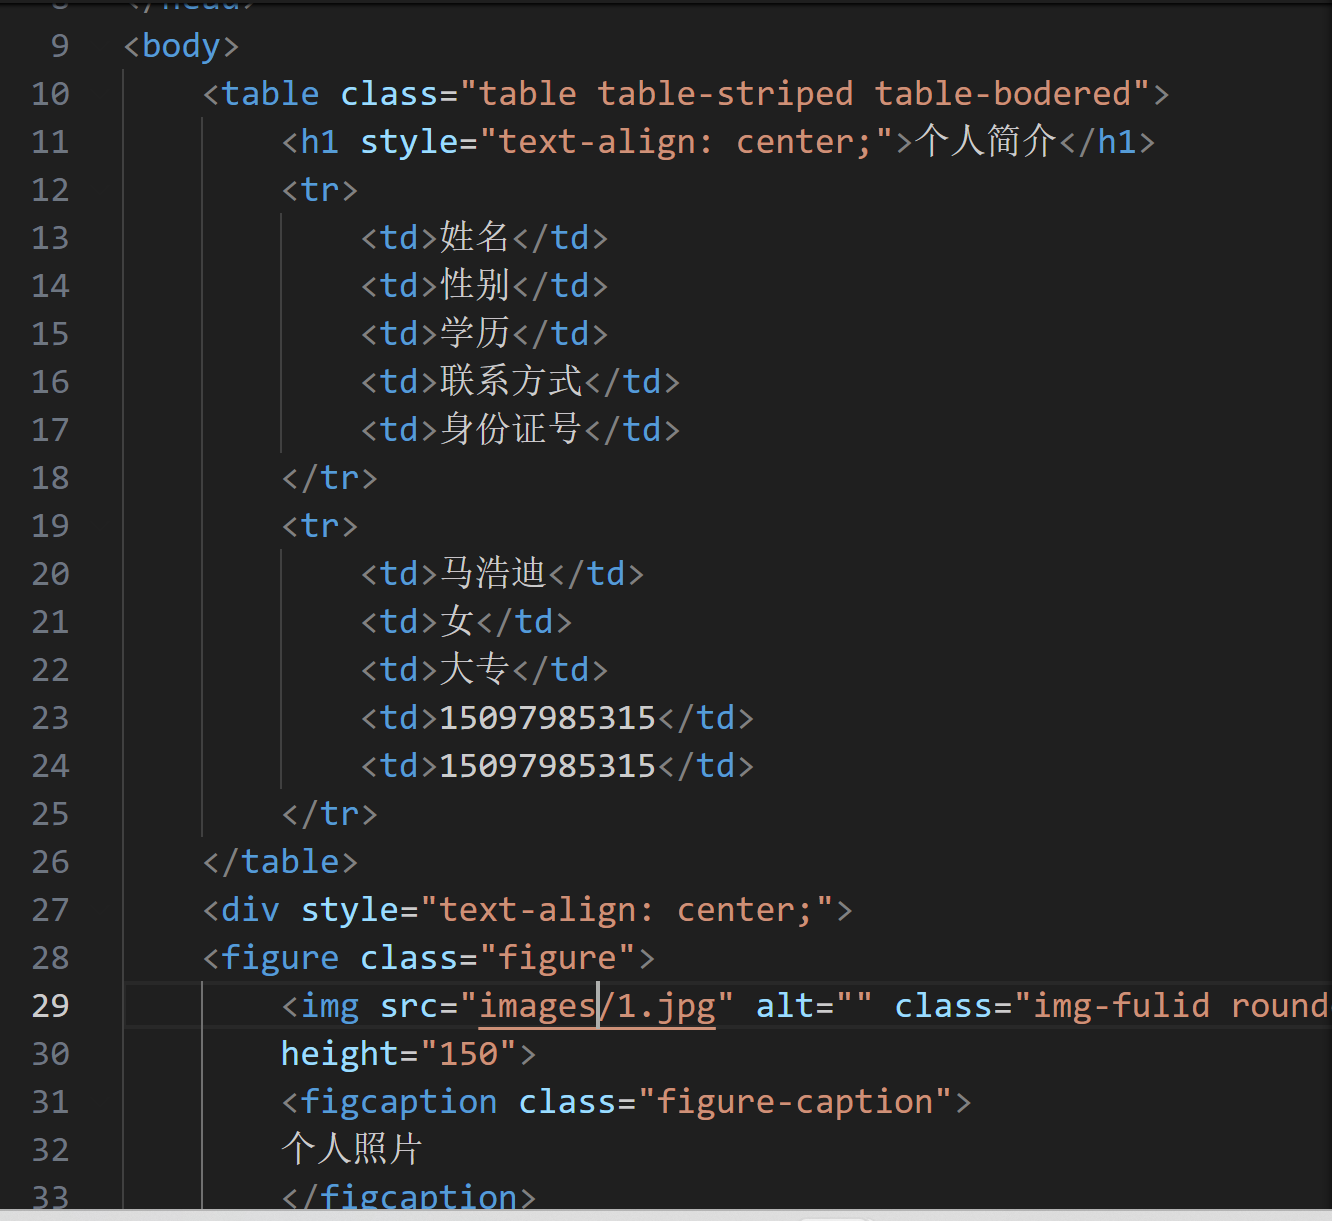 8 </head>
9 <body>
10 <table class="table table-striped table-bodered">
11 <h1 style="text-align: center;">个人简介</h1>
12 <tr>
13 <td>姓名</td>
14 <td>性别</td>
15 <td>学历</td>
16 <td>联系方式</td>
17 <td>身份证号</td>
18 </tr>
19 <tr>
20 <td>马浩迪</td>
21 <td>女</td>
22 <td>大专</td>
23 <td>15097985315</td>
24 <td>15097985315</td>
25 </tr>
26 </table>
27 <div style="text-align: center;">
28 <figure class="figure">
29 <img src="images/1.jpg" alt="" class="img-fulid round
30 height="150">
31 <figcaption class="figure-caption">
32 个人照片
33 </figcaption>